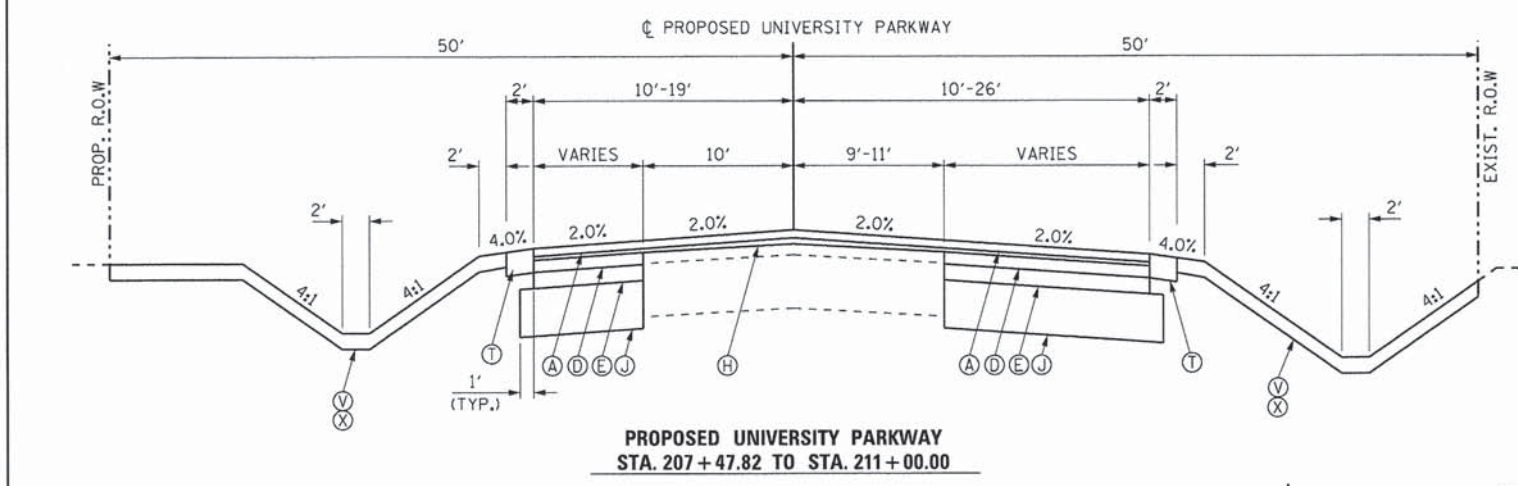 ℄ PROPOSED UNIVERSITY PARKWAY
50' 50'
PROP. R.O.W
EXIST. R.O.W
2' 10'-19' 10'-26' 2'
2' VARIES 10' 9'-11' VARIES 2'
2' 2'
4.0% 2.0% 2.0% 2.0% 2.0% 4.0%
4:1 4:1 4:1 4:1
T A D E J H A D E J T
1'
(TYP.)
V V
X X
PROPOSED UNIVERSITY PARKWAY
STA. 207+47.82 TO STA. 211+00.00